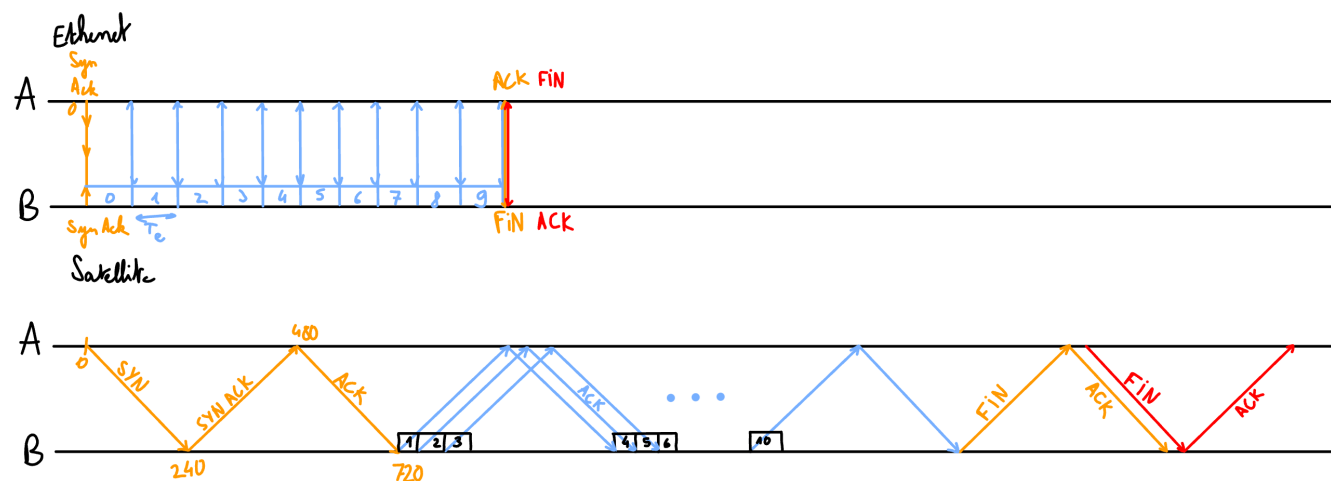 Ethernet
Syn
Ack
A
0
ACK FiN
0 1 2 3 4 5 6 7 8 9
B
Syn Ack
Te
FiN ACK
Satellite
A
0
480
SYN
SYN ACK
ACK
ACK
FiN
ACK
FiN
ACK
1 2 3
4 5 6
10
B
240
720